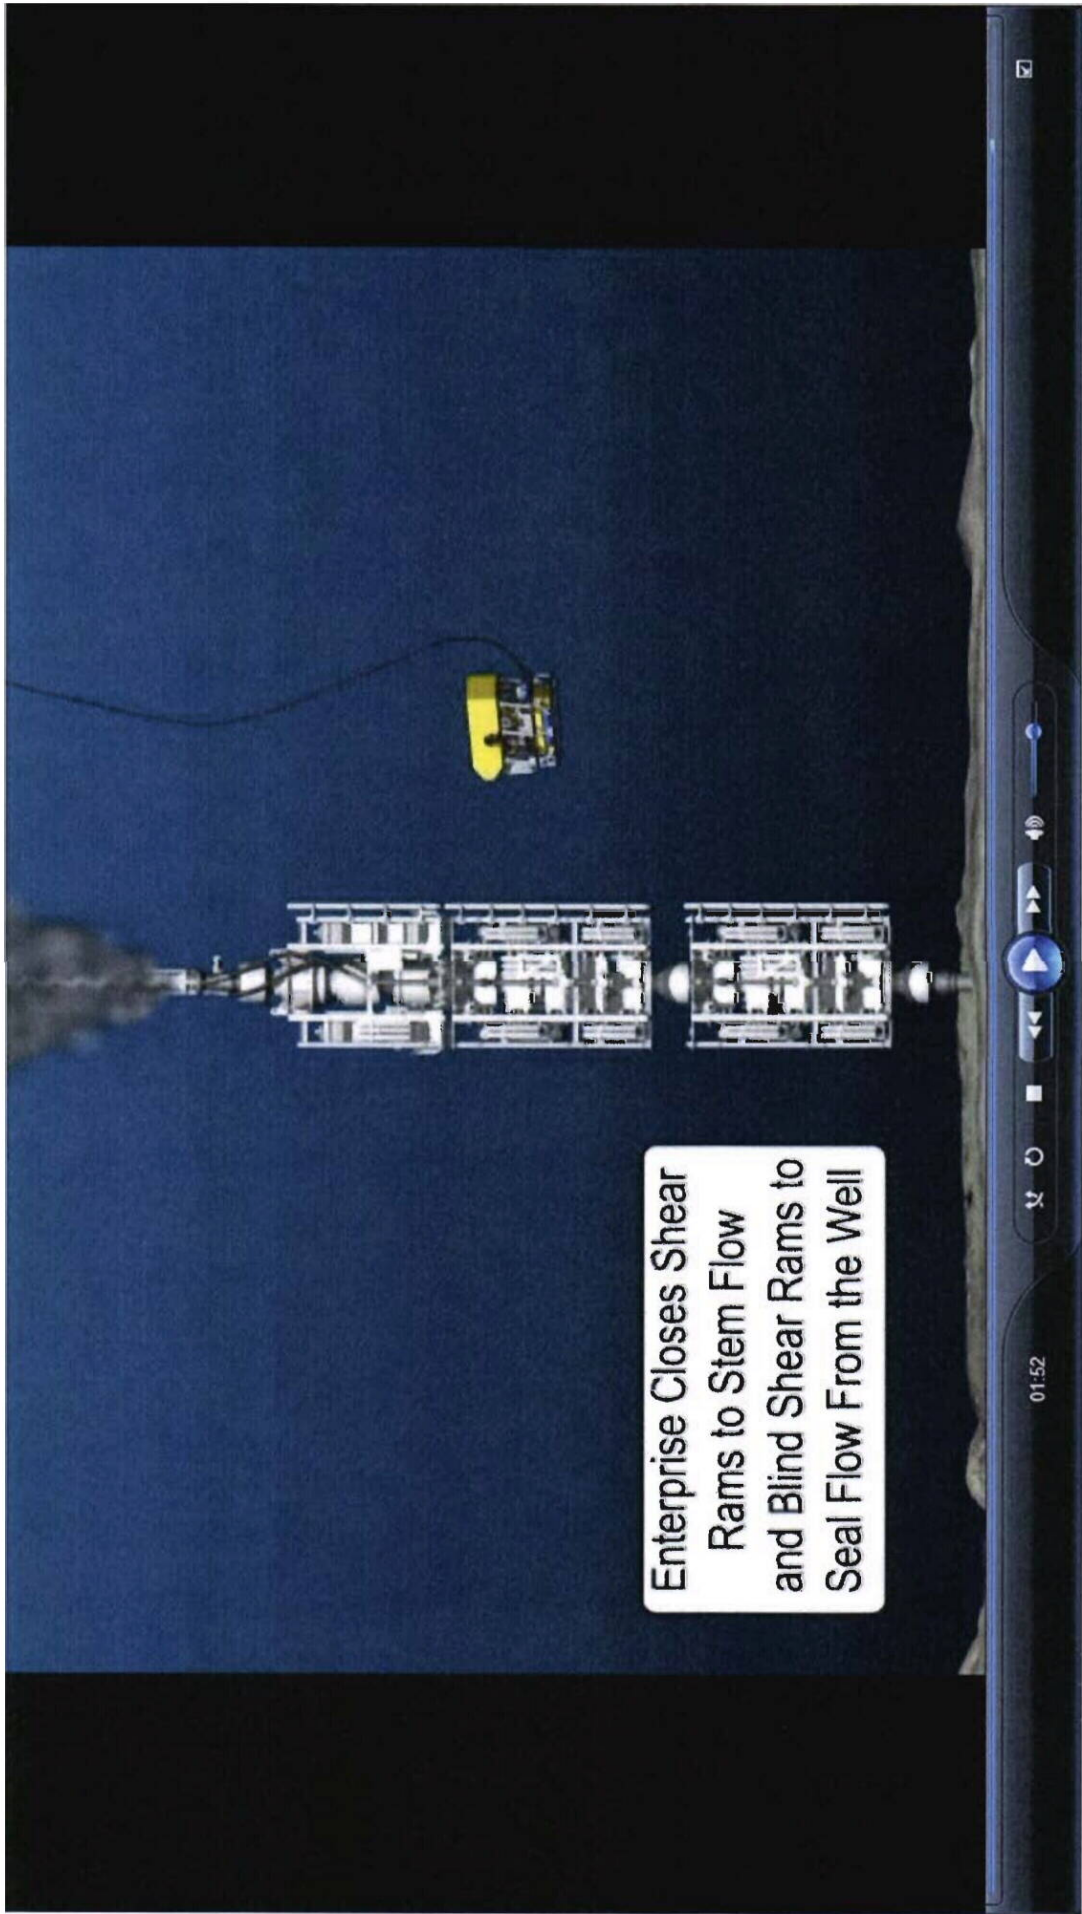 Enterprise Closes Shear
Rams to Stem Flow
and Blind Shear Rams to
Seal Flow From the Well
01:52